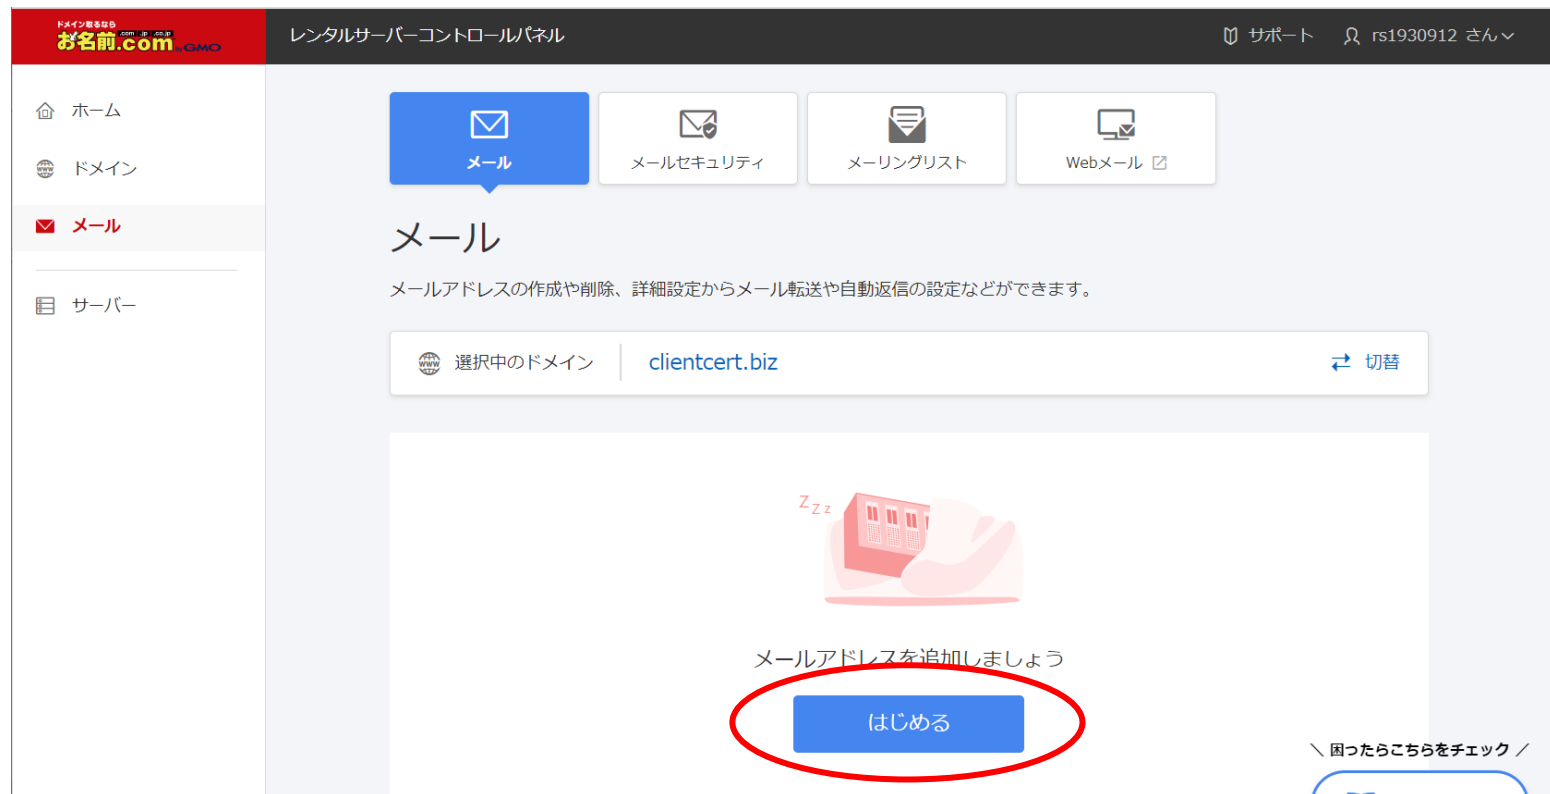 ドメイン取るなら
お名前.com by GMO
レンタルサーバーコントロールパネル
サポート
rs1930912 さん
ホーム
ドメイン
メール
サーバー
メール
メールセキュリティ
メーリングリスト
Webメール
メール
メールアドレスの作成や削除、詳細設定からメール転送や自動返信の設定などができます。
選択中のドメイン
clientcert.biz
切替
Z Z z
メールアドレスを追加しましょう
はじめる
\ 困ったらこちらをチェック /